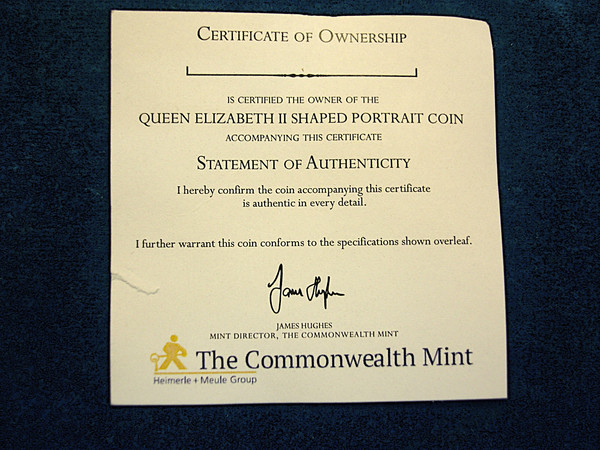 CERTIFICATE OF OWNERSHIP
IS CERTIFIED THE OWNER OF THE
QUEEN ELIZABETH II SHAPED PORTRAIT COIN
ACCOMPANYING THIS CERTIFICATE
STATEMENT OF AUTHENTICITY
I hereby confirm the coin accompanying this certificate
is authentic in every detail.
I further warrant this coin conforms to the specifications shown overleaf.
James Hughes
JAMES HUGHES
MINT DIRECTOR, THE COMMONWEALTH MINT
The Commonwealth Mint
Heimerle + Meule Group